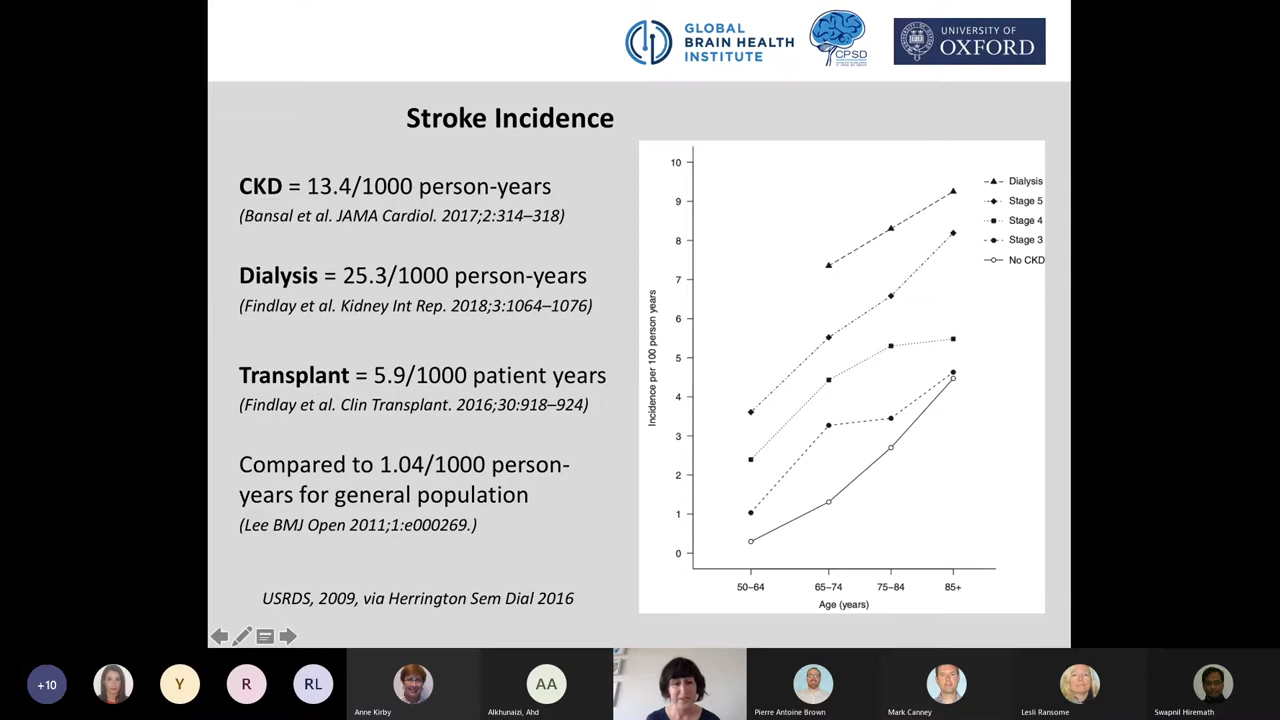 GLOBAL
BRAIN HEALTH
INSTITUTE
CPSD
UNIVERSITY OF
OXFORD
Stroke Incidence
CKD = 13.4/1000 person-years
(Bansal et al. JAMA Cardiol. 2017;2:314–318)
Dialysis = 25.3/1000 person-years
(Findlay et al. Kidney Int Rep. 2018;3:1064–1076)
Transplant = 5.9/1000 patient years
(Findlay et al. Clin Transplant. 2016;30:918–924)
Compared to 1.04/1000 person-
years for general population
(Lee BMJ Open 2011;1:e000269.)
USRDS, 2009, via Herrington Sem Dial 2016
10
9
8
7
6
5
4
3
2
1
0
Incidence per 100 person years
50–64
65–74
75–84
85+
Age (years)
Dialysis
Stage 5
Stage 4
Stage 3
No CKD
+10
Y
R
RL
Anne Kirby
AA
Alkhunaizi, Ahd
Pierre Antoine Brown
Mark Canney
Lesli Ransome
Swapnil Hiremath